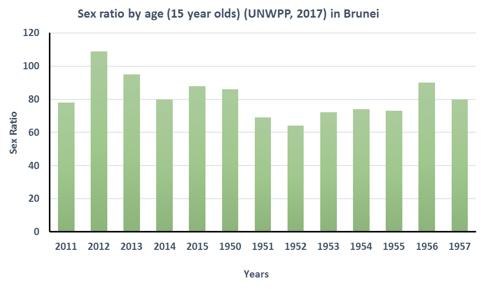 Sex ratio by age (15 year olds) (UNWPP, 2017) in Brunei
120
100
80
60
40
20
0
Sex Ratio
2011 2012 2013 2014 2015 1950 1951 1952 1953 1954 1955 1956 1957
Years